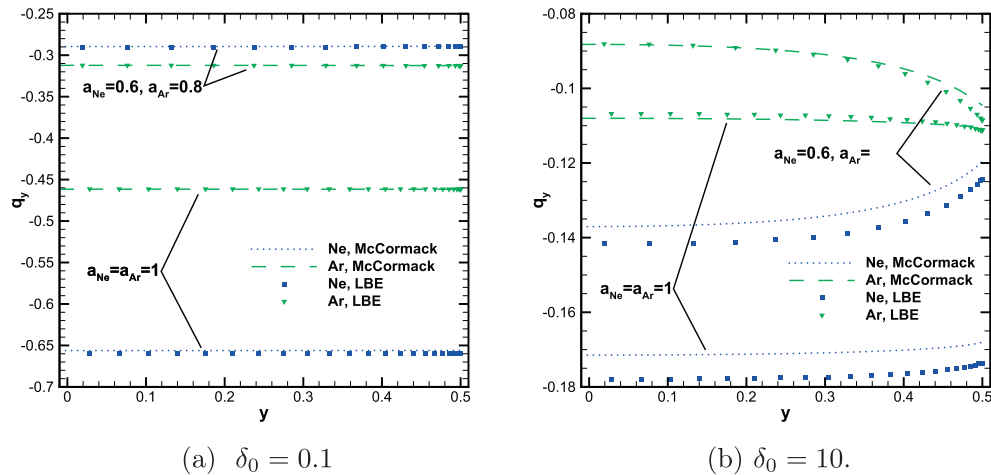 -0.25
-0.3
-0.35
-0.4
-0.45
-0.5
-0.55
-0.6
-0.65
-0.7
q_y
a_Ne=0.6, a_Ar=0.8
a_Ne=a_Ar=1
Ne, McCormack
Ar, McCormack
Ne, LBE
Ar, LBE
0 0.1 0.2 0.3 0.4 0.5
y
(a) δ₀ = 0.1
-0.08
-0.1
-0.12
-0.14
-0.16
-0.18
q_y
a_Ne=0.6, a_Ar=
a_Ne=a_Ar=1
Ne, McCormack
Ar, McCormack
Ne, LBE
Ar, LBE
0 0.1 0.2 0.3 0.4 0.5
y
(b) δ₀ = 10.